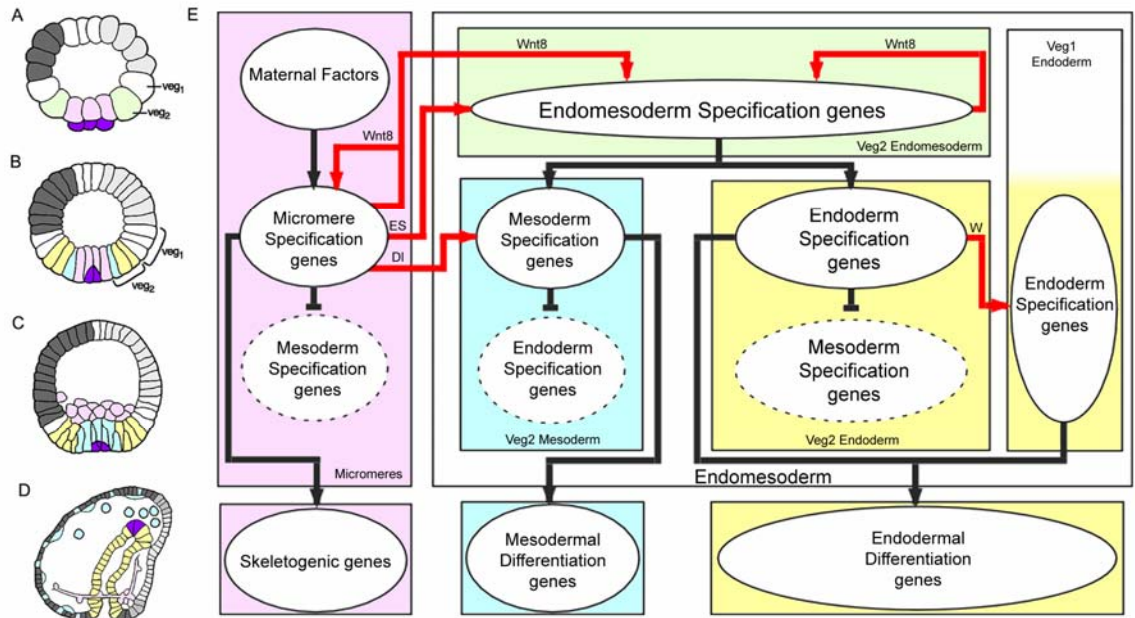 A
veg1
veg2
B
veg1
veg2
C
D
E
Maternal Factors
Wnt8
Micromere
Specification
genes
ES
Dl
Mesoderm
Specification
genes
Micromeres
Skeletogenic genes
Wnt8
Wnt8
Endomesoderm Specification genes
Veg2 Endomesoderm
Mesoderm
Specification
genes
Endoderm
Specification
genes
Veg2 Mesoderm
Endoderm
Specification
genes
W
Mesoderm
Specification
genes
Veg2 Endoderm
Veg1
Endoderm
Endoderm
Specification
genes
Endomesoderm
Mesodermal
Differentiation
genes
Endodermal
Differentiation
genes